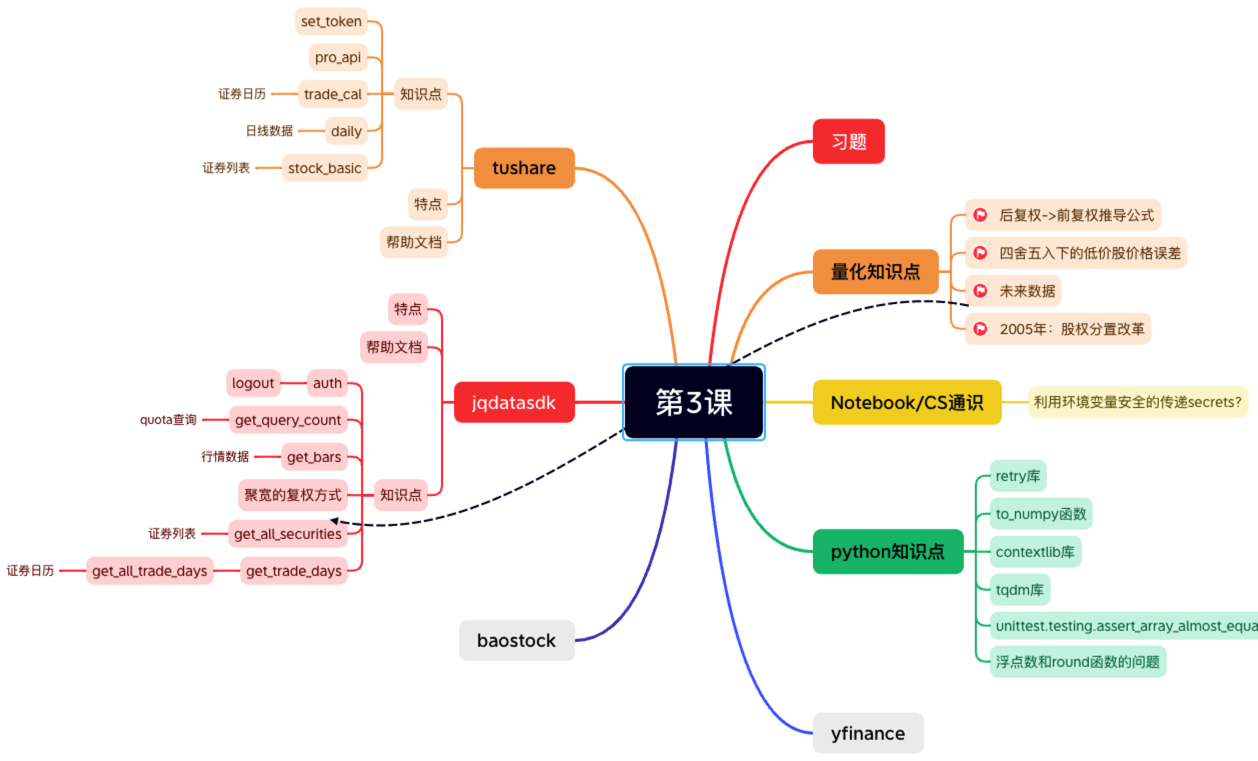 第3课
tushare
知识点
set_token
pro_api
trade_cal
证券日历
daily
日线数据
stock_basic
证券列表
特点
帮助文档
jqdatasdk
特点
帮助文档
知识点
auth
logout
get_query_count
quota查询
get_bars
行情数据
聚宽的复权方式
get_all_securities
证券列表
get_trade_days
get_all_trade_days
证券日历
baostock
习题
量化知识点
后复权->前复权推导公式
四舍五入下的低价股价格误差
未来数据
2005年：股权分置改革
Notebook/CS通识
利用环境变量安全的传递secrets?
python知识点
retry库
to_numpy函数
contextlib库
tqdm库
unittest.testing.assert_array_almost_equa
浮点数和round函数的问题
yfinance